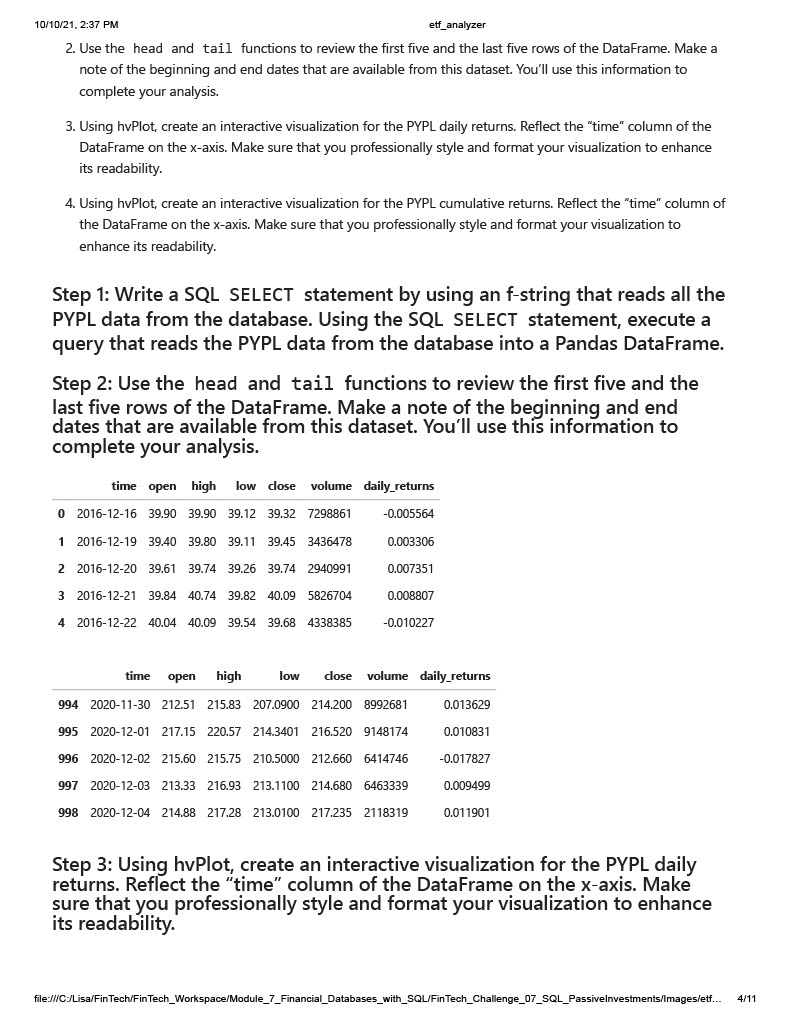 10/10/21, 2:37 PM etf_analyzer
2. Use the head and tail functions to review the first five and the last five rows of the DataFrame. Make a
note of the beginning and end dates that are available from this dataset. You’ll use this information to
complete your analysis.
3. Using hvPlot, create an interactive visualization for the PYPL daily returns. Reflect the “time” column of the
DataFrame on the x-axis. Make sure that you professionally style and format your visualization to enhance
its readability.
4. Using hvPlot, create an interactive visualization for the PYPL cumulative returns. Reflect the “time” column of
the DataFrame on the x-axis. Make sure that you professionally style and format your visualization to
enhance its readability.
Step 1: Write a SQL SELECT statement by using an f-string that reads all the
PYPL data from the database. Using the SQL SELECT statement, execute a
query that reads the PYPL data from the database into a Pandas DataFrame.
Step 2: Use the head and tail functions to review the first five and the
last five rows of the DataFrame. Make a note of the beginning and end
dates that are available from this dataset. You’ll use this information to
complete your analysis.
time open high low close volume daily_returns
0 2016-12-16 39.90 39.90 39.12 39.32 7298861 -0.005564
1 2016-12-19 39.40 39.80 39.11 39.45 3436478 0.003306
2 2016-12-20 39.61 39.74 39.26 39.74 2940991 0.007351
3 2016-12-21 39.84 40.74 39.82 40.09 5826704 0.008807
4 2016-12-22 40.04 40.09 39.54 39.68 4338385 -0.010227
time open high low close volume daily_returns
994 2020-11-30 212.51 215.83 207.0900 214.200 8992681 0.013629
995 2020-12-01 217.15 220.57 214.3401 216.520 9148174 0.010831
996 2020-12-02 215.60 215.75 210.5000 212.660 6414746 -0.017827
997 2020-12-03 213.33 216.93 213.1100 214.680 6463339 0.009499
998 2020-12-04 214.88 217.28 213.0100 217.235 2118319 0.011901
Step 3: Using hvPlot, create an interactive visualization for the PYPL daily
returns. Reflect the “time” column of the DataFrame on the x-axis. Make
sure that you professionally style and format your visualization to enhance
its readability.
file:///C:/Lisa/FinTech/FinTech_Workspace/Module_7_Financial_Databases_with_SQL/FinTech_Challenge_07_SQL_PassiveInvestments/Images/etf… 4/11